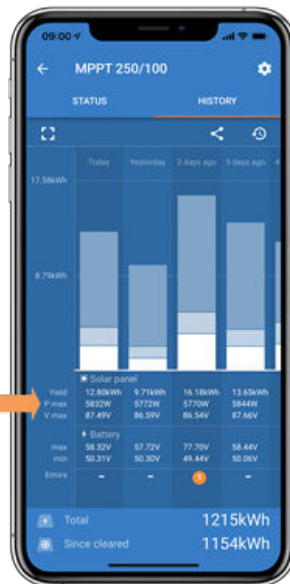 09:00
MPPT 250/100
STATUS HISTORY
Today Yesterday 2 days ago 3 days ago 4
17.58kWh
8.79kWh
Solar panel
Yield 12.80kWh 9.71kWh 16.18kWh 13.65kWh
P max 5832W 5772W 5770W 5844W
V max 87.49V 86.59V 86.54V 87.66V
Battery
max 58.32V 57.72V 77.70V 58.44V
min 50.31V 50.30V 49.44V 50.06V
Errors – – 1 –
Total 1215kWh
Since cleared 1154kWh